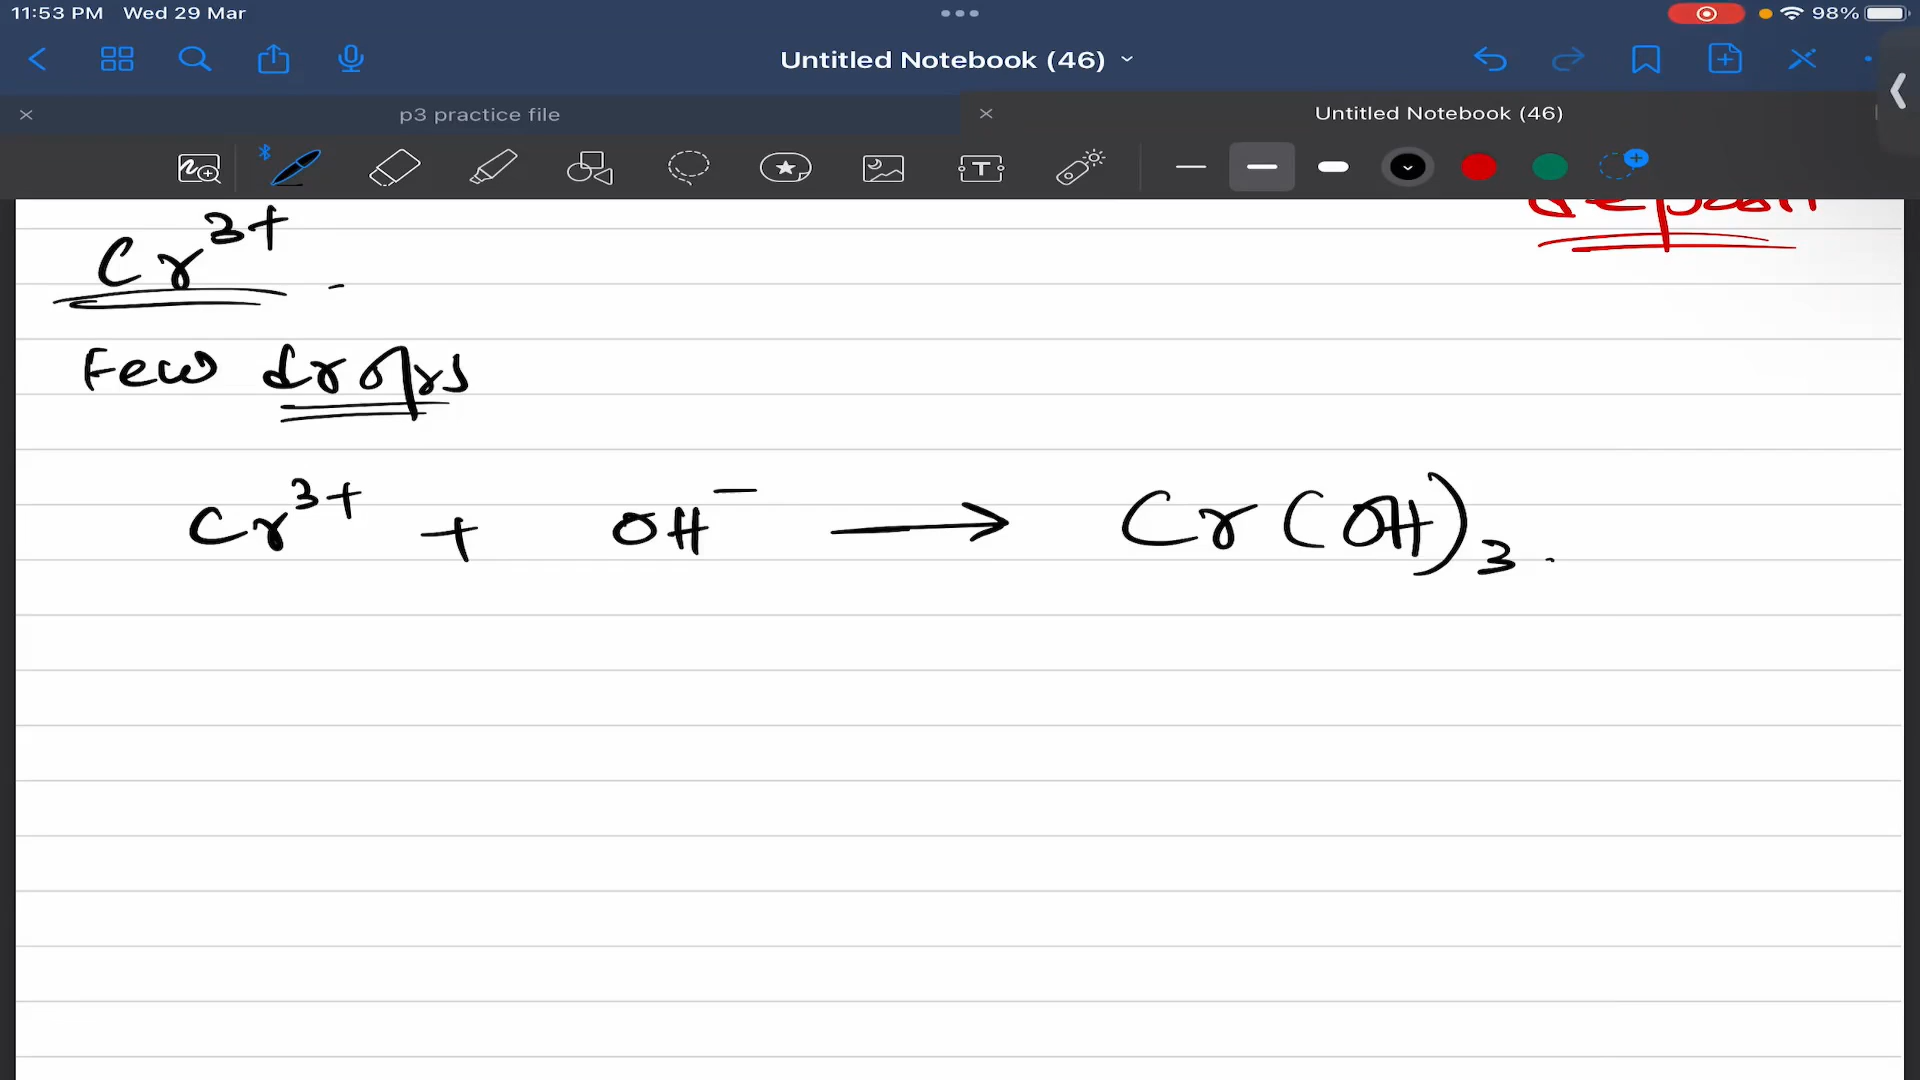 11:53 PM Wed 29 Mar 98%
Untitled Notebook (46)
p3 practice file
Untitled Notebook (46)
T
deposit
Cr³⁺ -
Few drops
Cr³⁺ + OH⁻ → Cr(OH)₃.